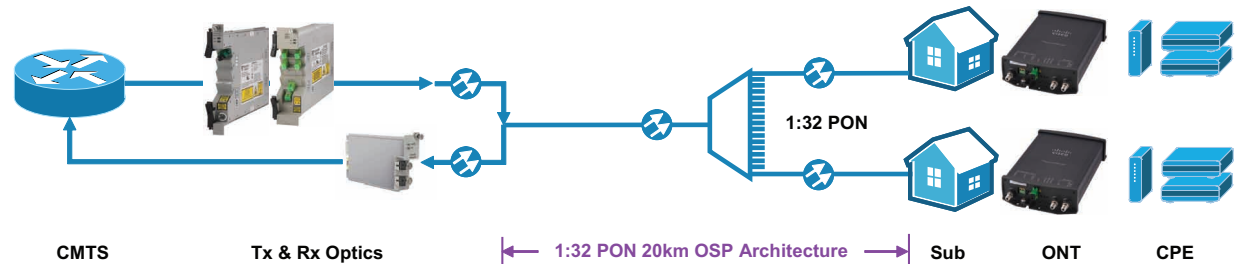 1:32 PON
CMTS
Tx & Rx Optics
1:32 PON 20km OSP Architecture
Sub
ONT
CPE